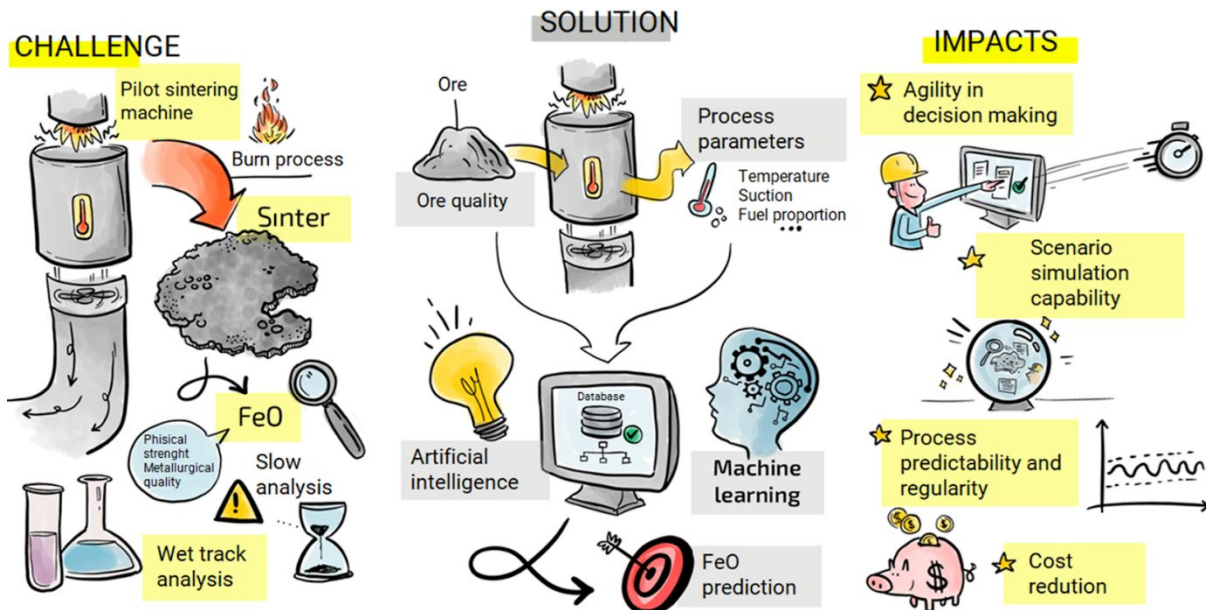 CHALLENGE
Pilot sintering
machine
Burn process
Sinter
FeO
Phisical
strenght
Metallurgical
quality
Slow
analysis
Wet track
analysis
SOLUTION
Ore
Ore quality
Process
parameters
Temperature
Suction
Fuel proportion
Artificial
intelligence
Database
Machine
learning
FeO
prediction
IMPACTS
Agility in
decision making
Scenario
simulation
capability
Process
predictability and
regularity
$ $ $
$
Cost
redution